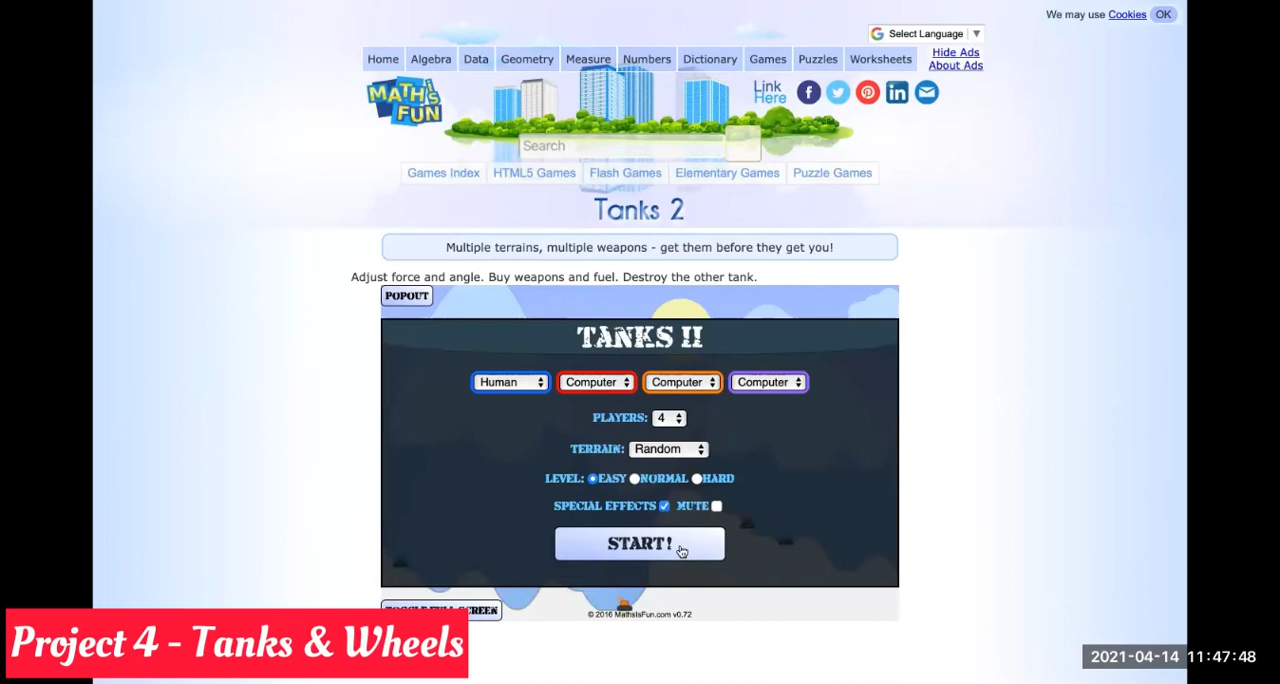 We may use Cookies OK
Select Language ▼
Home Algebra Data Geometry Measure Numbers Dictionary Games Puzzles Worksheets
Hide Ads
About Ads
MATH IS FUN
Link Here
Search
Games Index HTML5 Games Flash Games Elementary Games Puzzle Games
Tanks 2
Multiple terrains, multiple weapons - get them before they get you!
Adjust force and angle. Buy weapons and fuel. Destroy the other tank.
POPOUT
TANKS II
Human Computer Computer Computer
PLAYERS: 4
TERRAIN: Random
LEVEL: EASY NORMAL HARD
SPECIAL EFFECTS MUTE
START!
TOGGLE FULL SCREEN
© 2016 MathsIsFun.com v0.72
Project 4 - Tanks & Wheels
2021-04-14 11:47:48